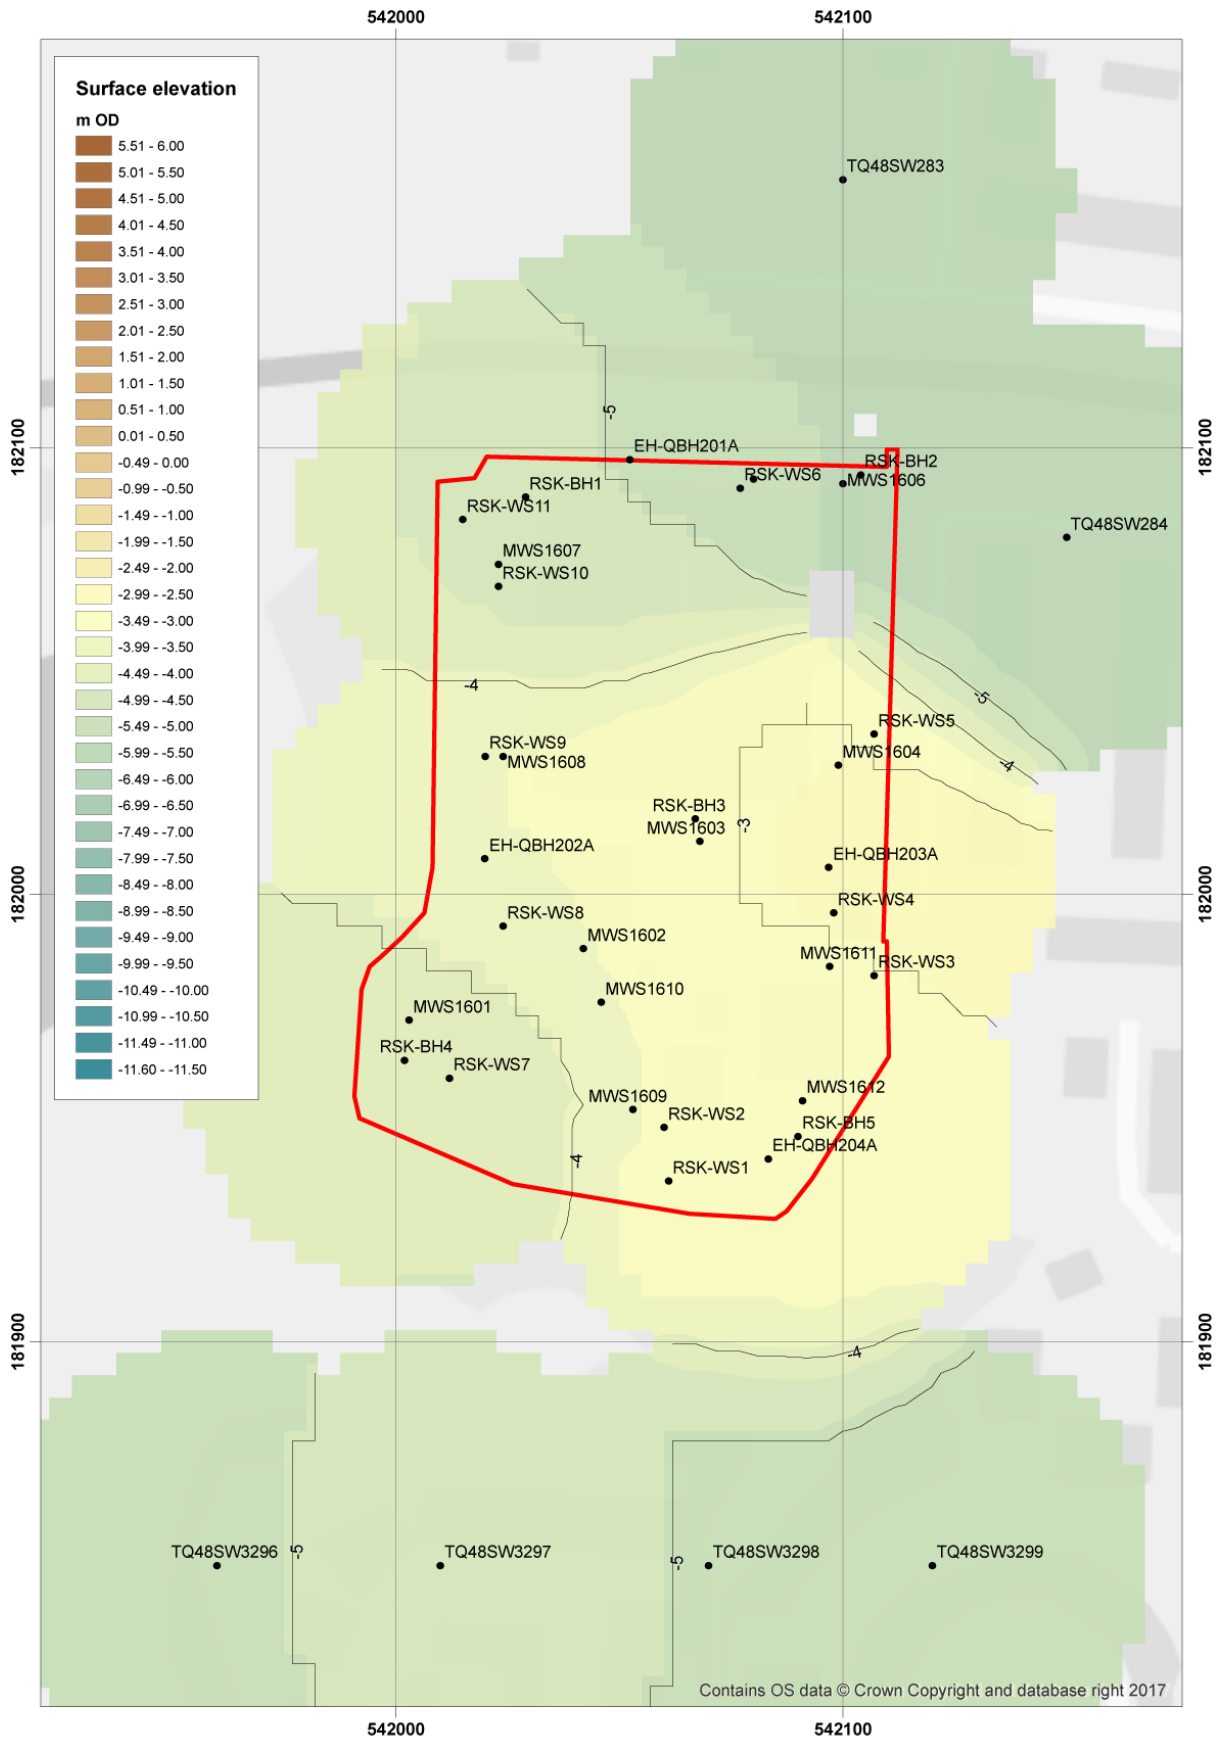 542000
542100
Surface elevation
m OD
5.51 - 6.00
5.01 - 5.50
4.51 - 5.00
4.01 - 4.50
3.51 - 4.00
3.01 - 3.50
2.51 - 3.00
2.01 - 2.50
1.51 - 2.00
1.01 - 1.50
0.51 - 1.00
0.01 - 0.50
-0.49 - 0.00
-0.99 - -0.50
-1.49 - -1.00
-1.99 - -1.50
-2.49 - -2.00
-2.99 - -2.50
-3.49 - -3.00
-3.99 - -3.50
-4.49 - -4.00
-4.99 - -4.50
-5.49 - -5.00
-5.99 - -5.50
-6.49 - -6.00
-6.99 - -6.50
-7.49 - -7.00
-7.99 - -7.50
-8.49 - -8.00
-8.99 - -8.50
-9.49 - -9.00
-9.99 - -9.50
-10.49 - -10.00
-10.99 - -10.50
-11.49 - -11.00
-11.60 - -11.50
TQ48SW283
-5
182100
182100
EH-QBH201A
RSK-BH2
RSK-WS6
MWS1606
RSK-BH1
RSK-WS11
TQ48SW284
MWS1607
RSK-WS10
-4
-5
RSK-WS5
RSK-WS9
MWS1604
MWS1608
-4
RSK-BH3
MWS1603
-3
EH-QBH202A
EH-QBH203A
182000
182000
RSK-WS4
RSK-WS8
MWS1602
MWS1611
RSK-WS3
MWS1610
MWS1601
RSK-BH4
RSK-WS7
MWS1612
MWS1609
RSK-WS2
RSK-BH5
EH-QBH204A
-4
RSK-WS1
181900
181900
-4
TQ48SW3296
-5
TQ48SW3297
-5
TQ48SW3298
TQ48SW3299
Contains OS data © Crown Copyright and database right 2017
542000
542100